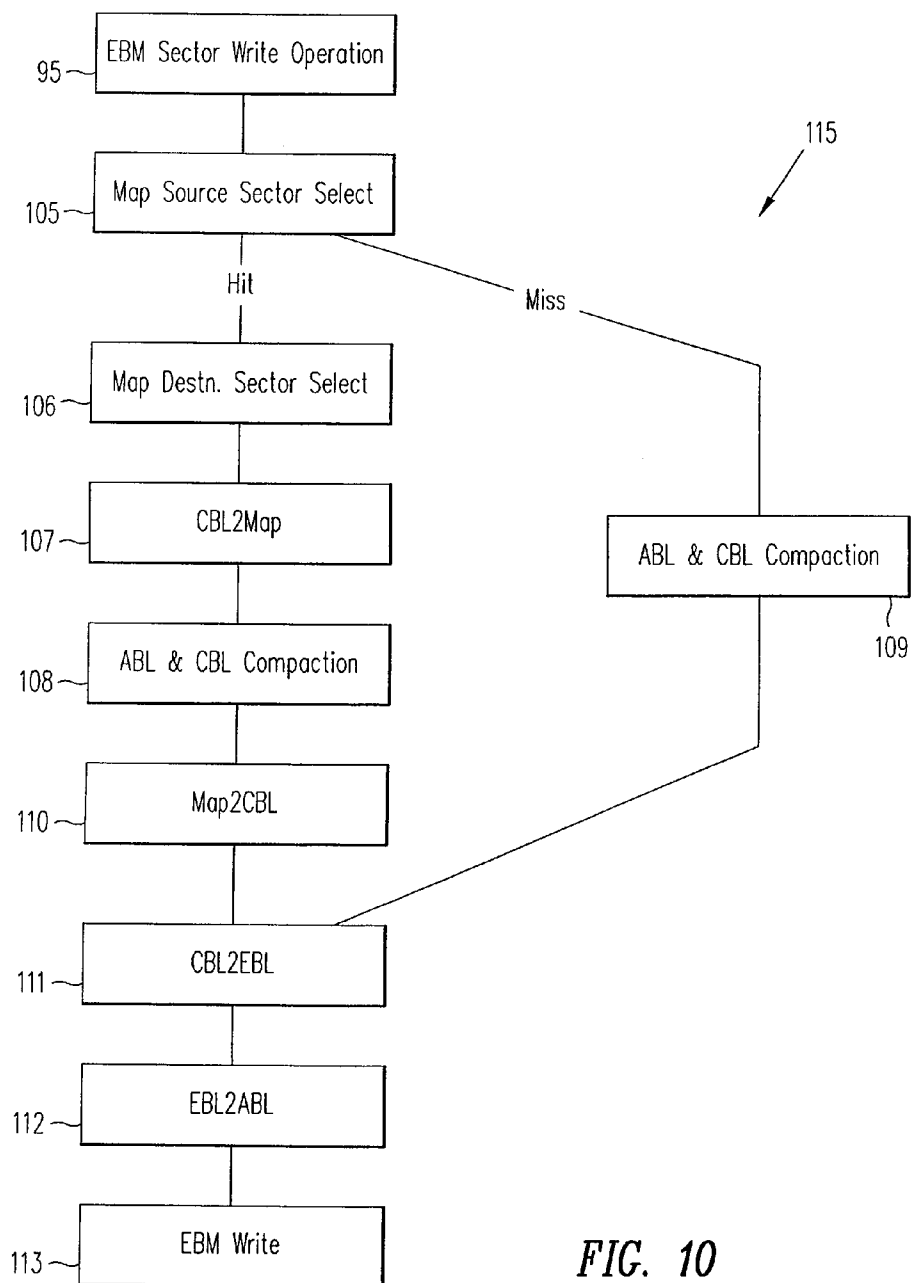 EBM Sector Write Operation
95
115
Map Source Sector Select
105
Hit
Miss
Map Destn. Sector Select
106
CBL2Map
107
ABL & CBL Compaction
109
ABL & CBL Compaction
108
Map2CBL
110
CBL2EBL
111
EBL2ABL
112
EBM Write
113
FIG. 10